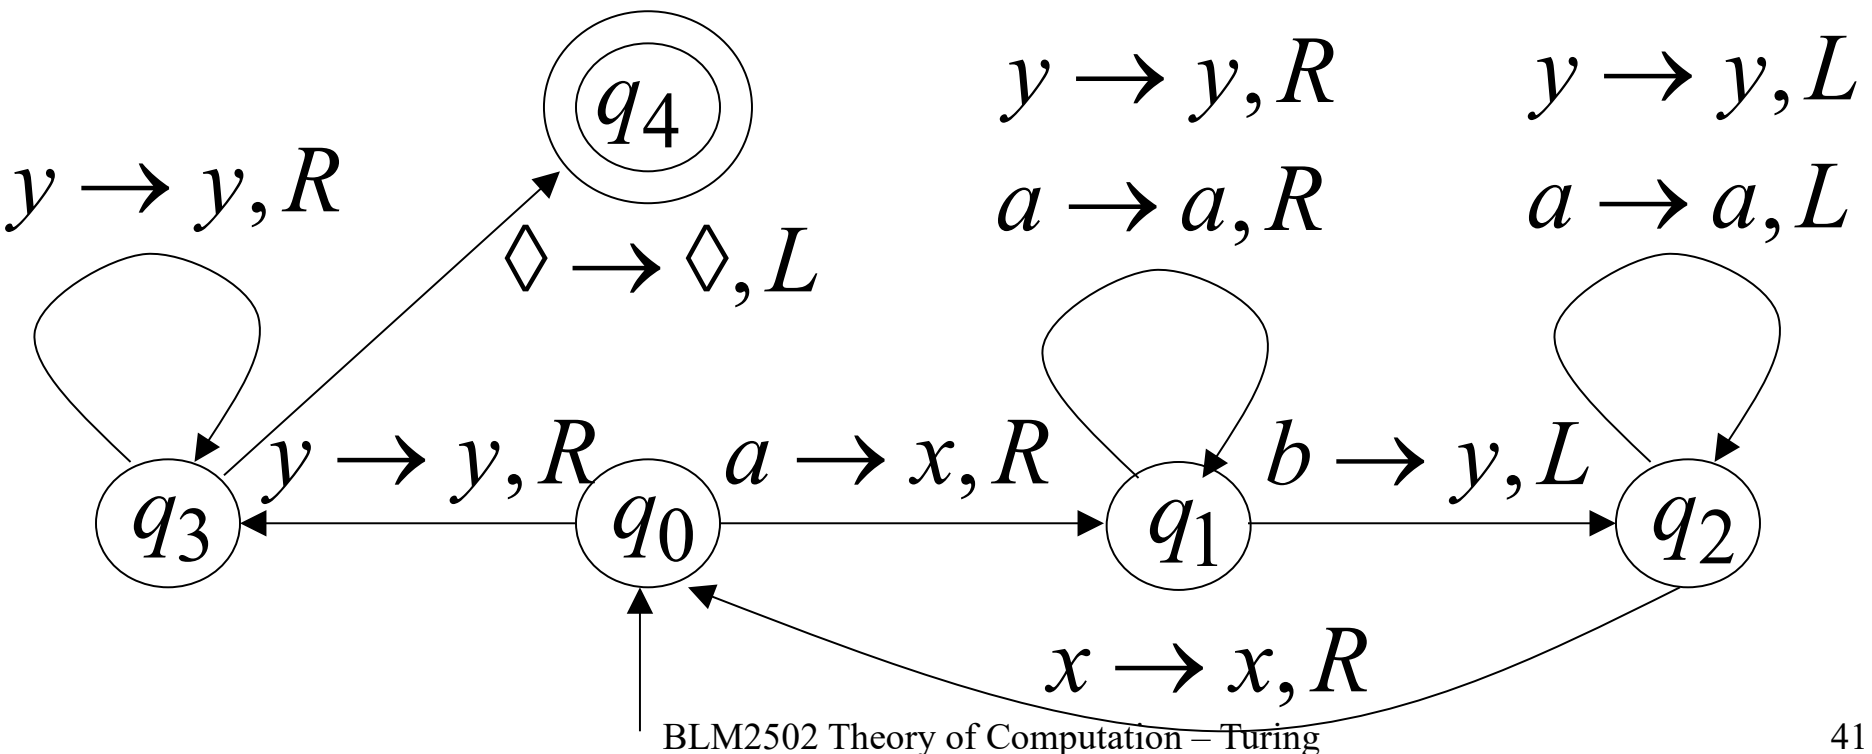 q₄
y → y, R
y → y, L
y → y, R
a → a, R
a → a, L
◊ → ◊, L
y → y, R
a → x, R
b → y, L
q₃
q₀
q₁
q₂
x → x, R
BLM2502 Theory of Computation – Turing
41